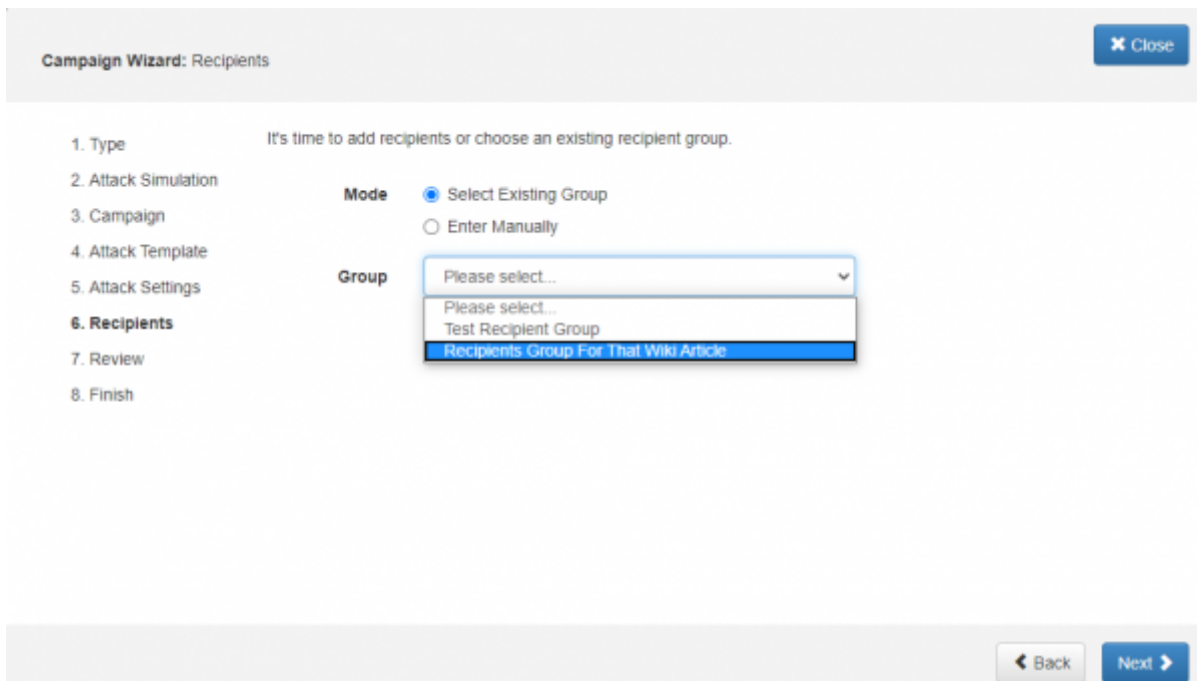 Campaign Wizard: Recipients
Close
1. Type
2. Attack Simulation
3. Campaign
4. Attack Template
5. Attack Settings
6. Recipients
7. Review
8. Finish
It's time to add recipients or choose an existing recipient group.
Mode
Select Existing Group
Enter Manually
Group
Please select...
Please select...
Test Recipient Group
Recipients Group For That Wiki Article
Back
Next